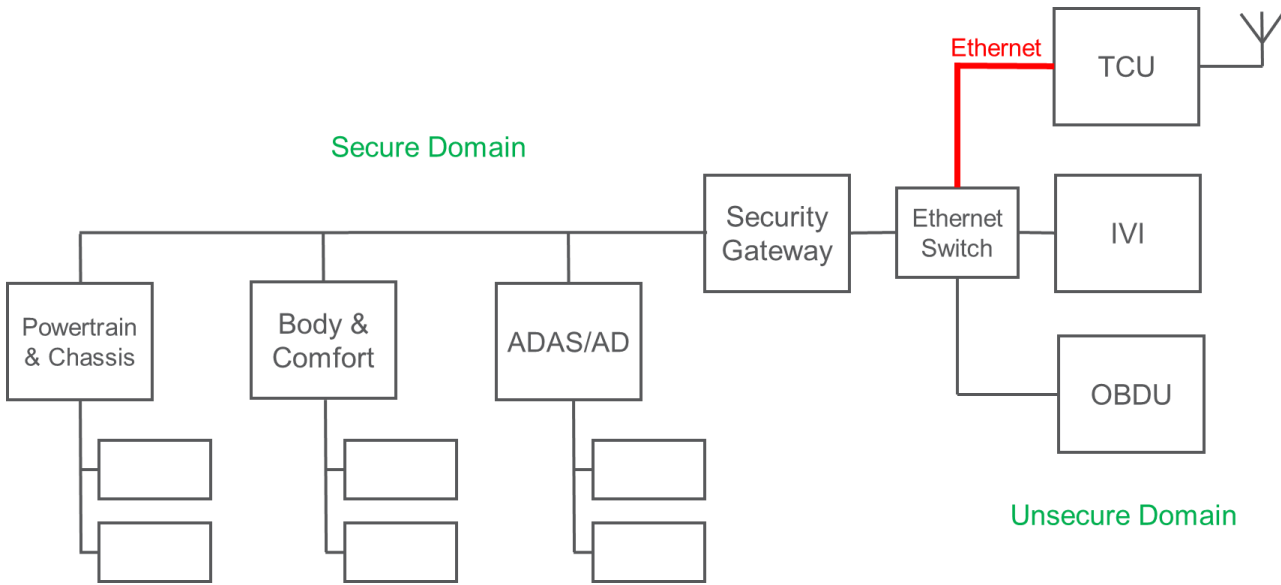 Ethernet
TCU
Secure Domain
Security
Gateway
Ethernet
Switch
IVI
Powertrain
& Chassis
Body &
Comfort
ADAS/AD
OBDU
Unsecure Domain